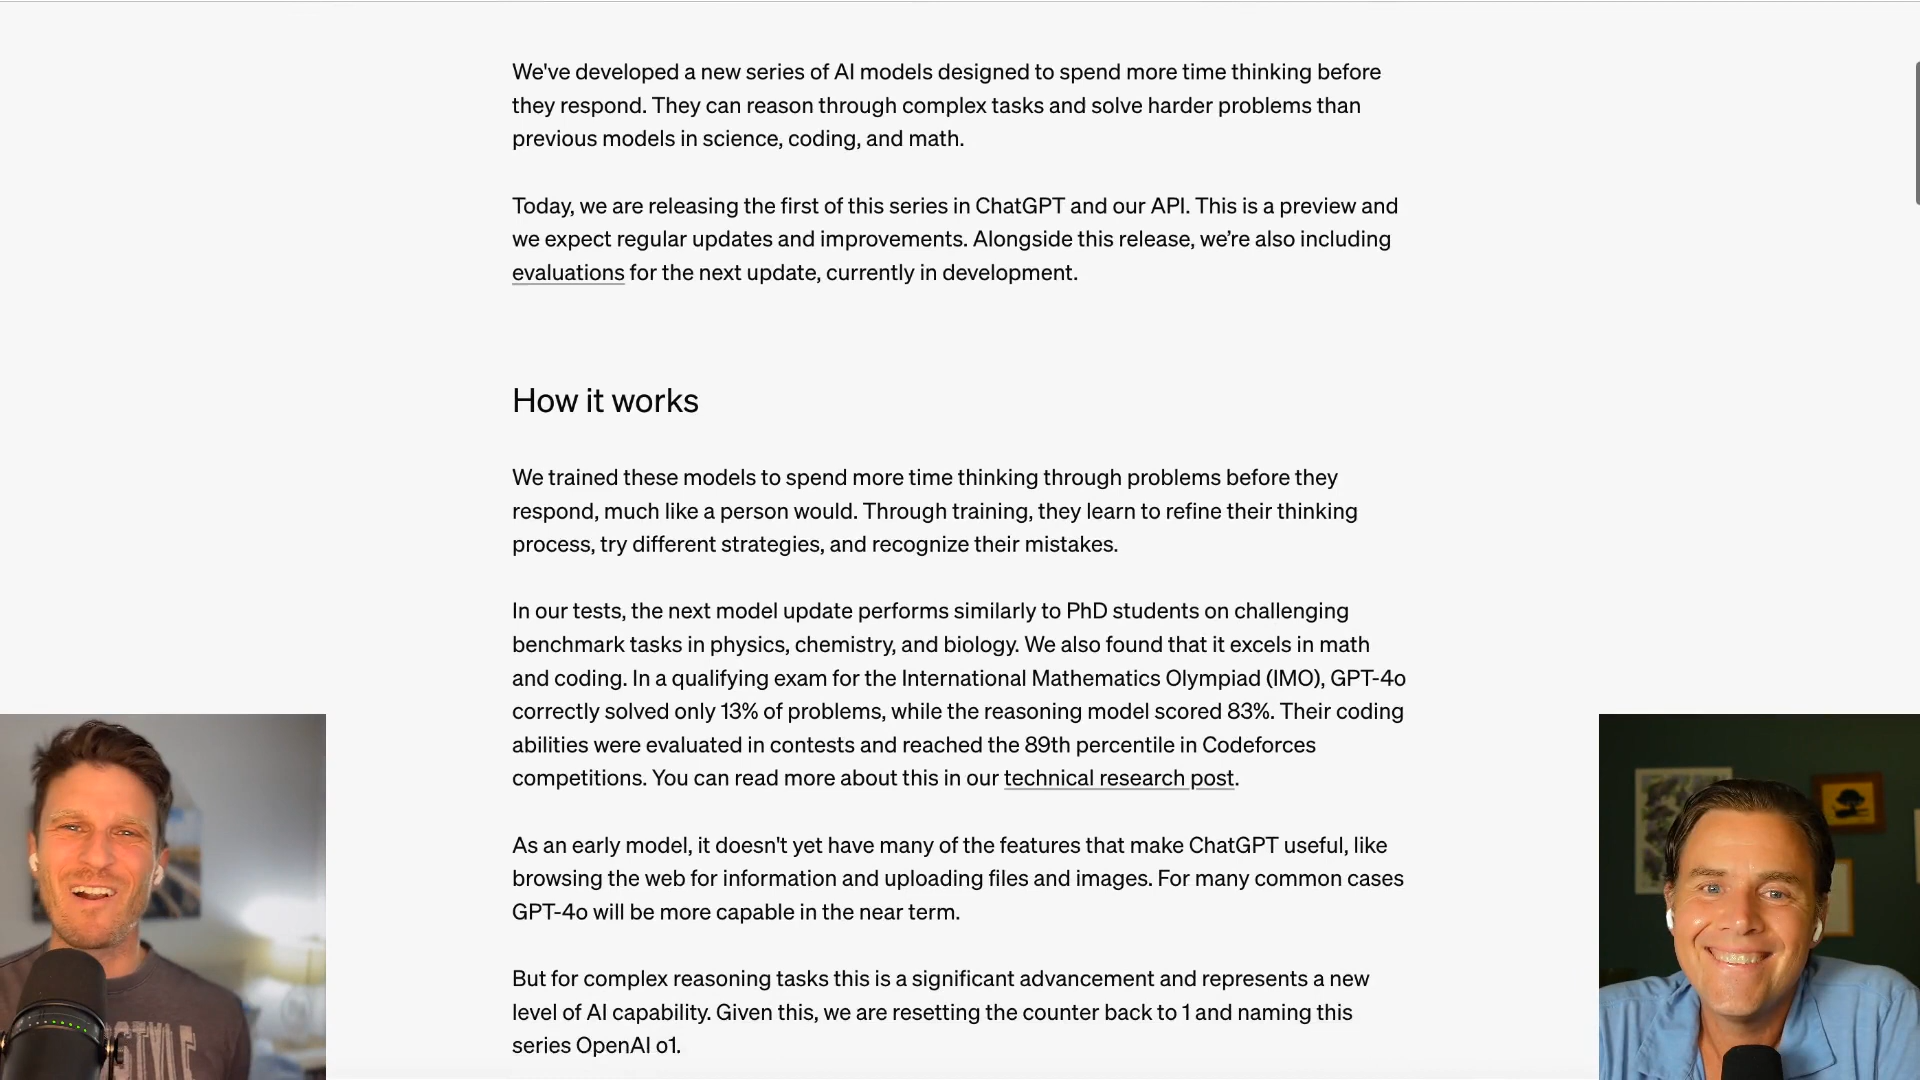 We've developed a new series of AI models designed to spend more time thinking before
they respond. They can reason through complex tasks and solve harder problems than
previous models in science, coding, and math.
Today, we are releasing the first of this series in ChatGPT and our API. This is a preview and
we expect regular updates and improvements. Alongside this release, we’re also including
evaluations for the next update, currently in development.
How it works
We trained these models to spend more time thinking through problems before they
respond, much like a person would. Through training, they learn to refine their thinking
process, try different strategies, and recognize their mistakes.
In our tests, the next model update performs similarly to PhD students on challenging
benchmark tasks in physics, chemistry, and biology. We also found that it excels in math
and coding. In a qualifying exam for the International Mathematics Olympiad (IMO), GPT-4o
correctly solved only 13% of problems, while the reasoning model scored 83%. Their coding
abilities were evaluated in contests and reached the 89th percentile in Codeforces
competitions. You can read more about this in our technical research post.
As an early model, it doesn't yet have many of the features that make ChatGPT useful, like
browsing the web for information and uploading files and images. For many common cases
GPT-4o will be more capable in the near term.
But for complex reasoning tasks this is a significant advancement and represents a new
level of AI capability. Given this, we are resetting the counter back to 1 and naming this
series OpenAI o1.